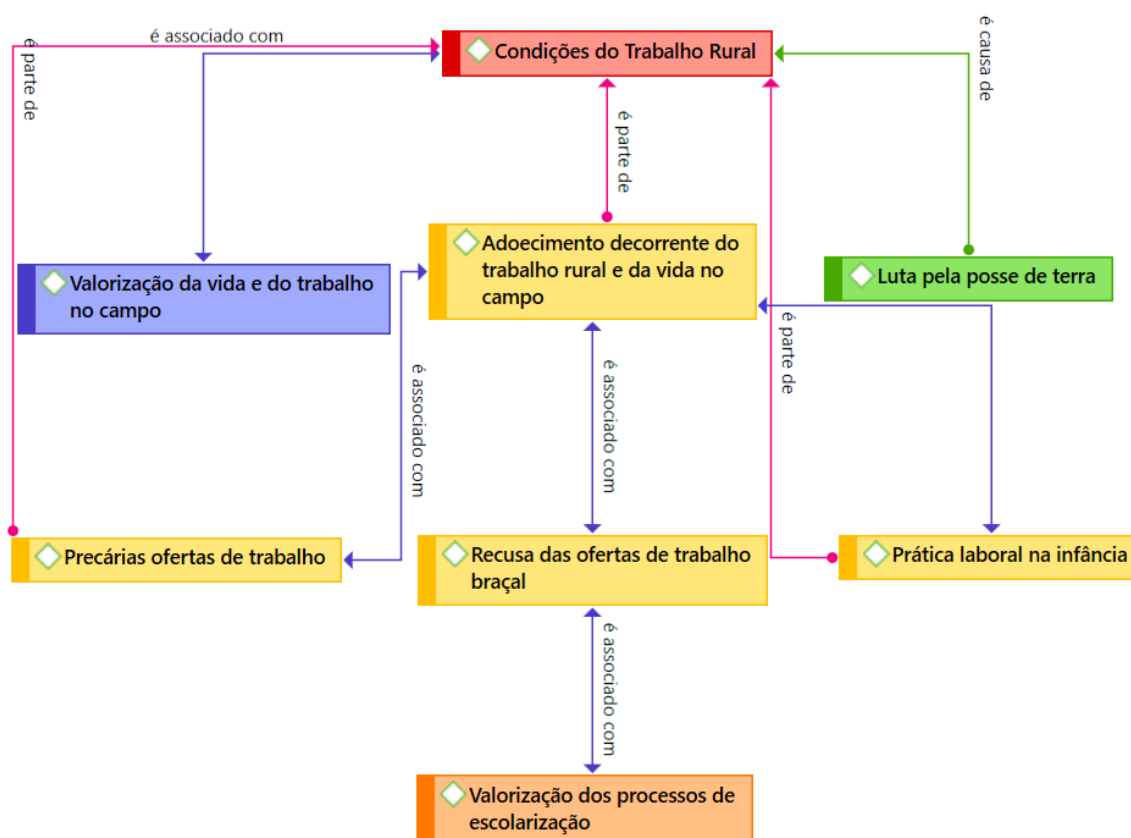 é associado com
Condições do Trabalho Rural
é causa de
é parte de
é parte de
Adoecimento decorrente do
trabalho rural e da vida no
campo
Valorização da vida e do trabalho
no campo
Luta pela posse de terra
é parte de
é associado com
é associado com
Precárias ofertas de trabalho
Recusa das ofertas de trabalho
braçal
Prática laboral na infância
é associado com
Valorização dos processos de
escolarização